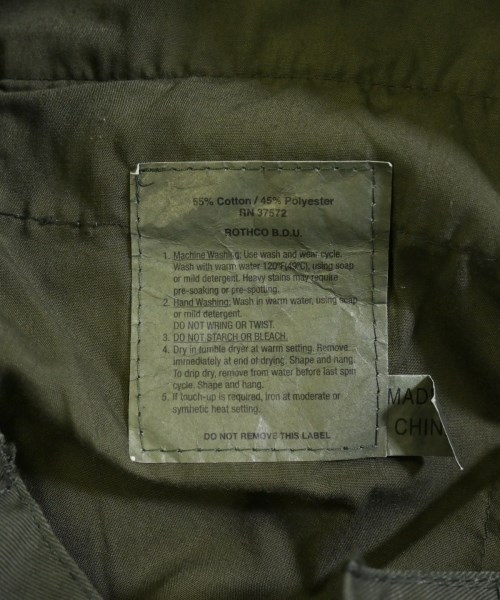 55% Cotton / 45% Polyester
RN 37572
ROTHCO B.D.U.
1. Machine Washing: Use wash and wear cycle.
Wash with warm water 120°F(49°C), using soap
or mild detergent. Heavy stains may require
pre-soaking or pre-spotting.
2. Hand Washing: Wash in warm water, using soap
or mild detergent.
DO NOT WRING OR TWIST.
3. DO NOT STARCH OR BLEACH.
4. Dry in tumble dryer at warm setting. Remove
immediately at end of drying. Shape and hang.
To drip dry, remove from water before last spin
cycle. Shape and hang.
5. If touch-up is required, iron at moderate or
synthetic heat setting.
DO NOT REMOVE THIS LABEL
MAD
CHIN